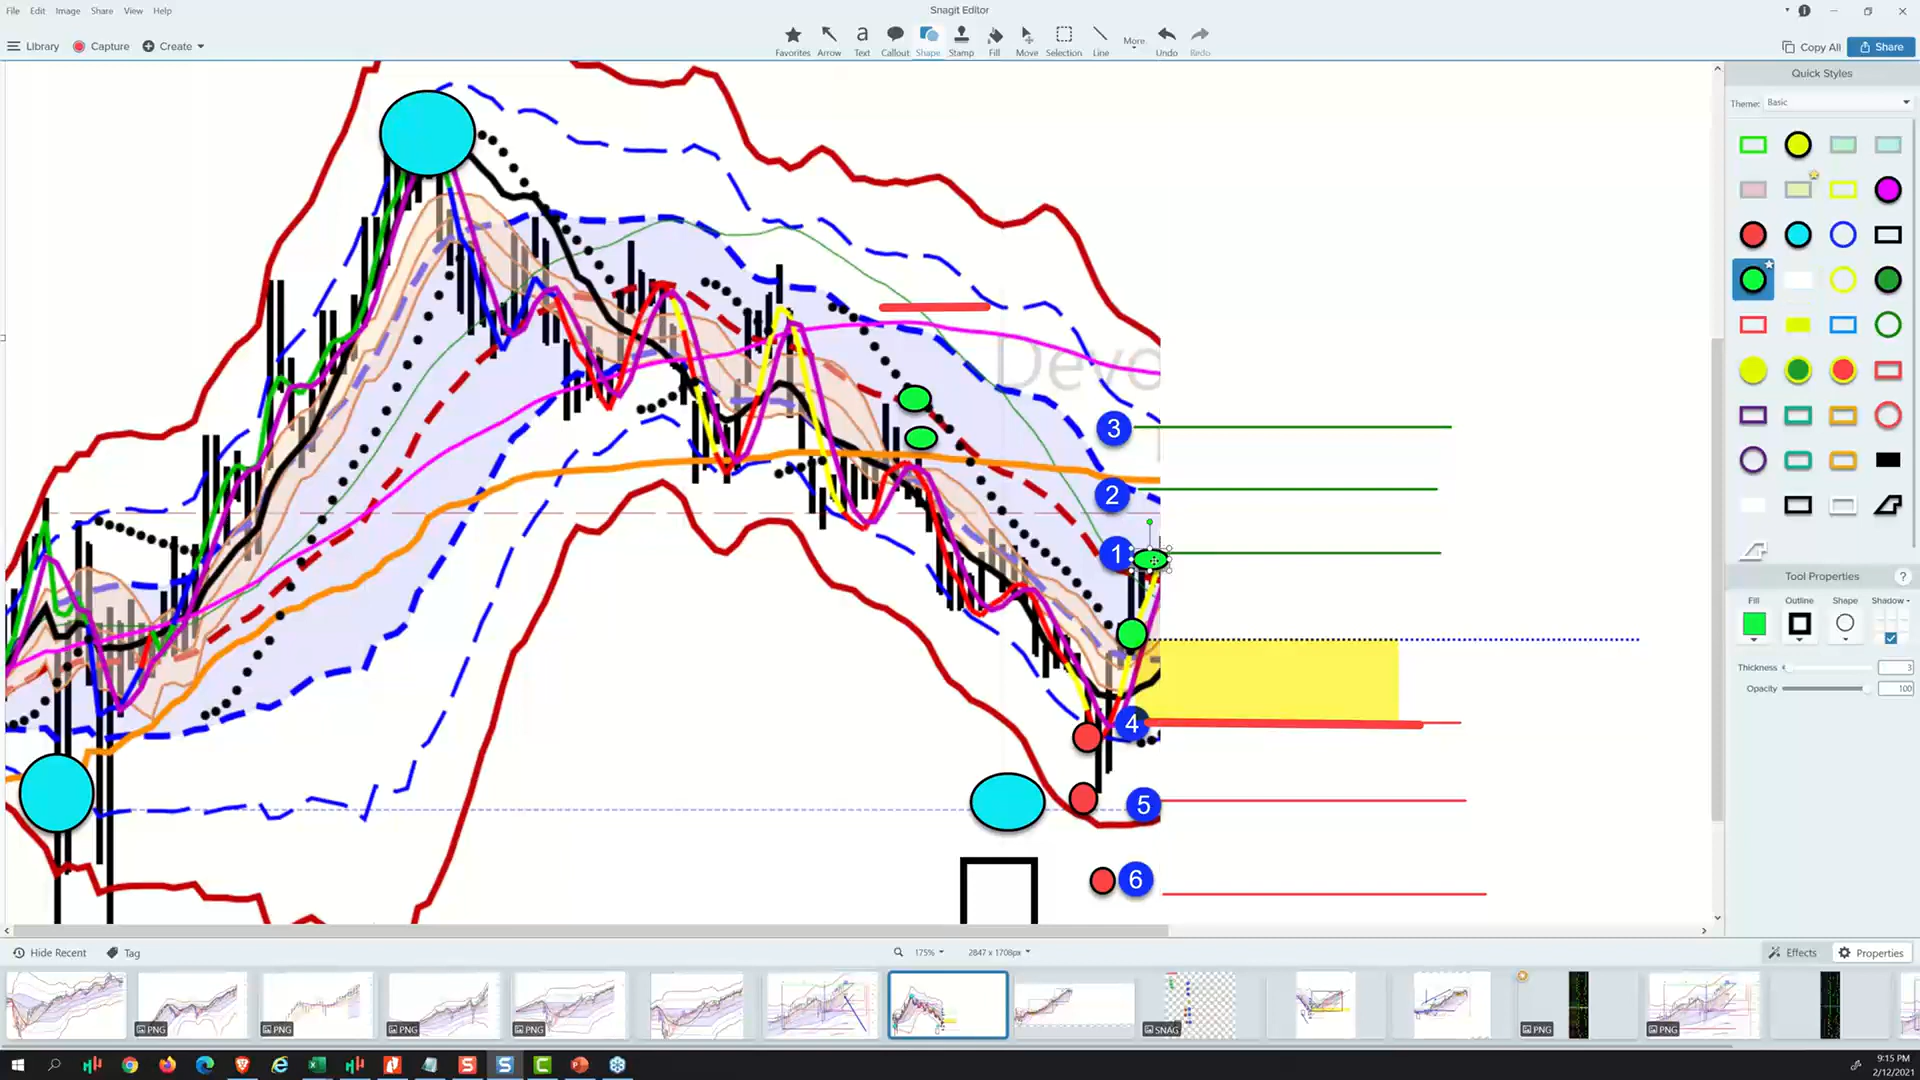 File Edit Image Share View Help
Snagit Editor
Library Capture Create
Favorites Arrow Text Callout Shape Stamp Fill Move Selection Line More Undo Redo
Copy All Share
Quick Styles
Theme: Basic
Devo
3
2
1
4
5
6
Tool Properties ?
Fill Outline Shape Shadow
Thickness 3
Opacity 100
Hide Recent Tag
175% 2847 x 1708px
Effects Properties
PNG PNG PNG PNG SNAG PNG PNG
9:15 PM
2/12/2021